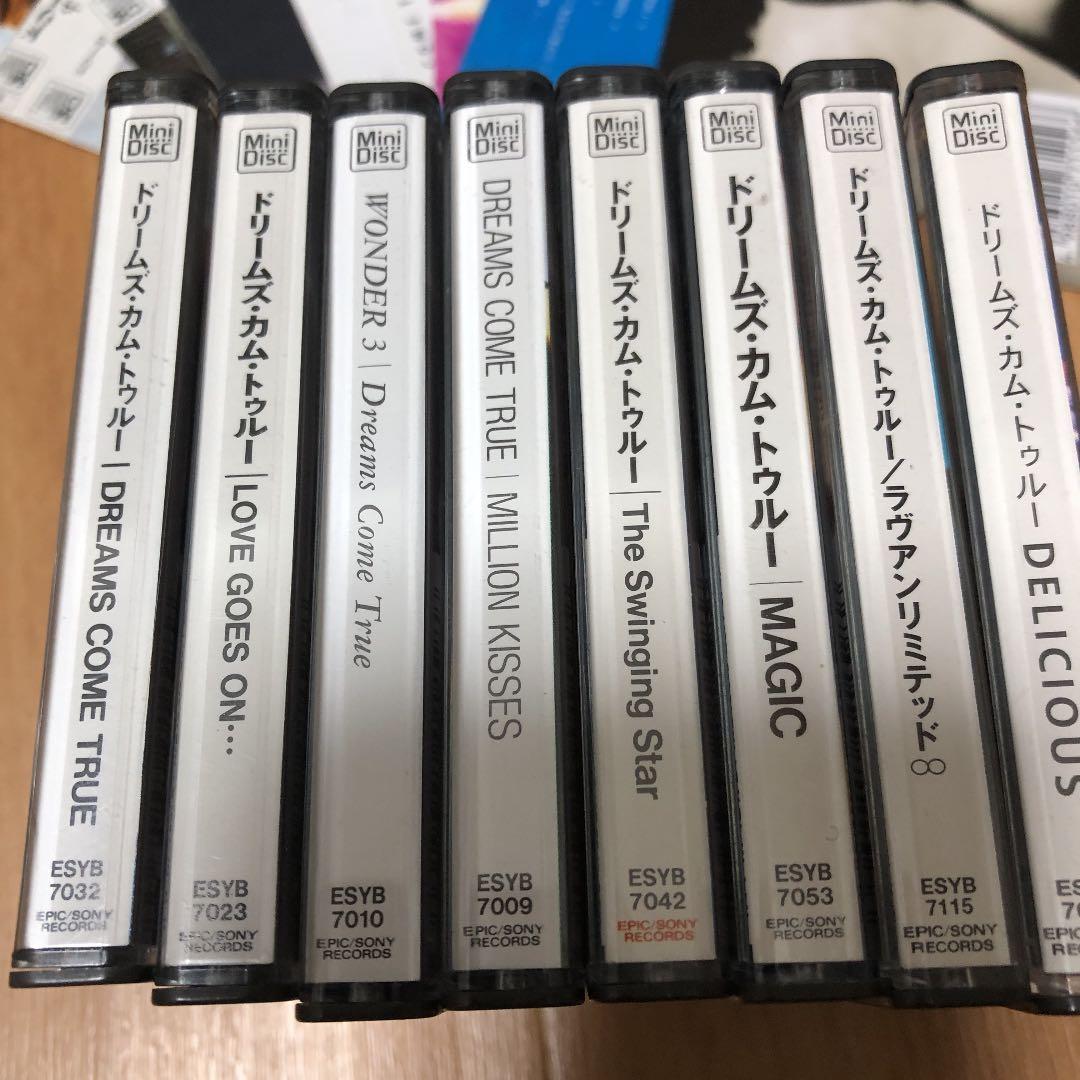 Mini
Disc
ドリームズ・カム・トゥルー | DREAMS COME TRUE
ESYB
7032
EPIC/SONY
RECORDS
Mini
Disc
ドリームズ・カム・トゥルー | LOVE GOES ON…
ESYB
7023
EPIC/SONY
RECORDS
Mini
Disc
WONDER 3 | Dreams Come True
ESYB
7010
EPIC/SONY
RECORDS
Mini
Disc
DREAMS COME TRUE | MILLION KISSES
ESYB
7009
EPIC/SONY
RECORDS
Mini
Disc
ドリームズ・カム・トゥルー | The Swinging Star
ESYB
7042
EPIC/SONY
RECORDS
Mini
Disc
ドリームズ・カム・トゥルー | MAGIC
ESYB
7053
EPIC/SONY
RECORDS
Mini
Disc
ドリームズ・カム・トゥルー/ラヴアンリミテッド∞
ESYB
7115
EPIC/SONY
RECORDS
Mini
Disc
ドリームズ・カム・トゥルー DELICIOUS